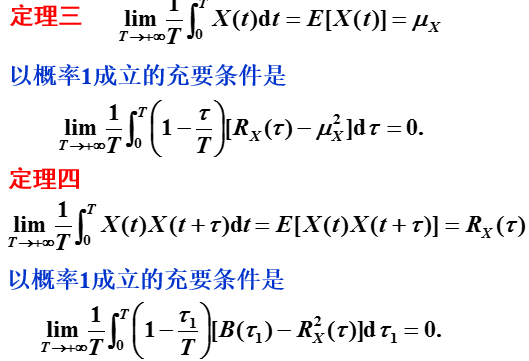 定理三 lim_{T→+∞} 1/T ∫_0^T X(t)dt = E[X(t)] = μ_X
以概率1成立的充要条件是
lim_{T→+∞} 1/T ∫_0^T (1 − τ/T)[R_X(τ) − μ_X^2]dτ = 0.
定理四
lim_{T→+∞} 1/T ∫_0^T X(t)X(t + τ)dt = E[X(t)X(t + τ)] = R_X(τ)
以概率1成立的充要条件是
lim_{T→+∞} 1/T ∫_0^T (1 − τ_1/T)[B(τ_1) − R_X^2(τ)]dτ_1 = 0.